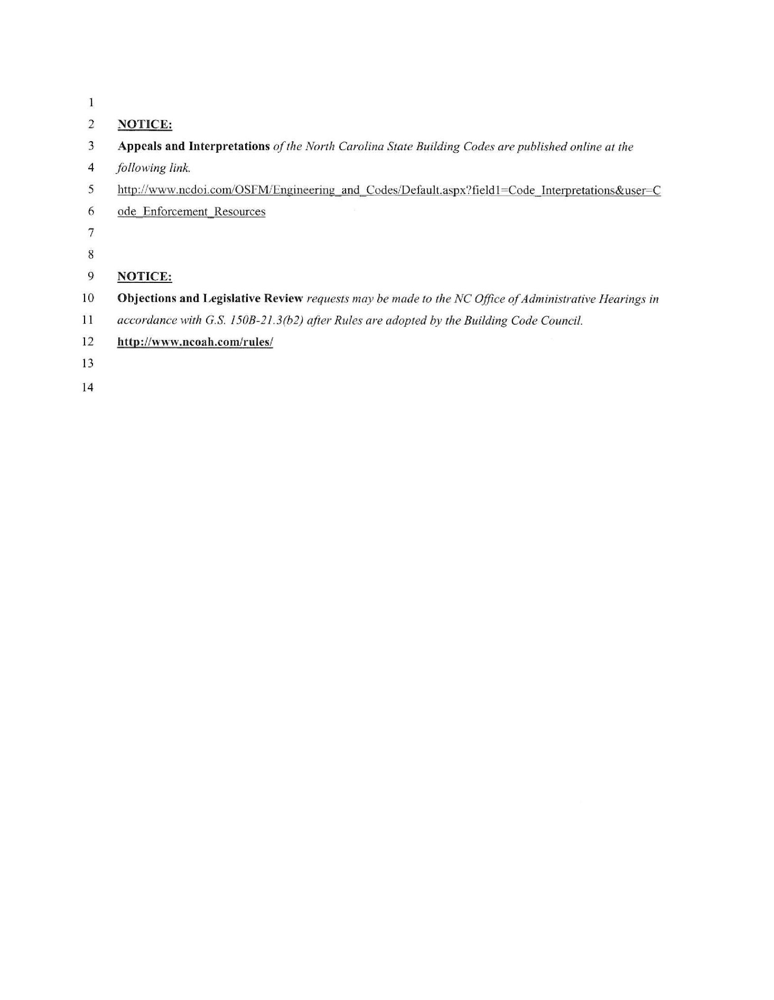 1
2 NOTICE:
3 Appeals and Interpretations of the North Carolina State Building Codes are published online at the
4 following link.
5 http://www.ncdoi.com/OSFM/Engineering_and_Codes/Default.aspx?field1=Code_Interpretations&user=C
6 ode_Enforcement_Resources
7
8
9 NOTICE:
10 Objections and Legislative Review requests may be made to the NC Office of Administrative Hearings in
11 accordance with G.S. 150B-21.3(b2) after Rules are adopted by the Building Code Council.
12 http://www.ncoah.com/rules/
13
14